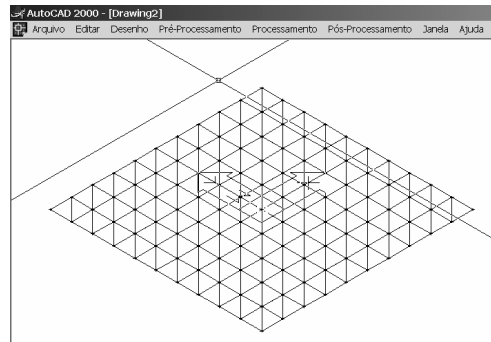 AutoCAD 2000 - [Drawing2]
Arquivo Editar Desenho Pré-Processamento Processamento Pós-Processamento Janela Ajuda